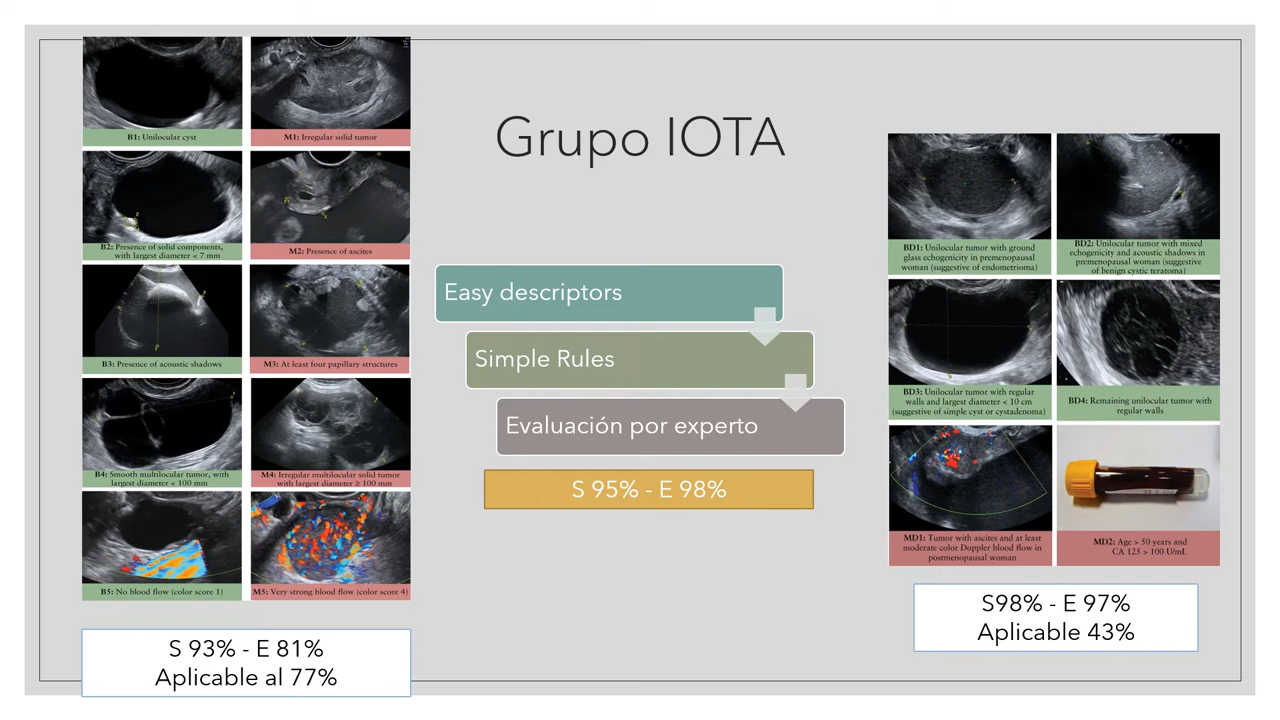 Grupo IOTA
B1: Unilocular cyst
M1: Irregular solid tumor
B2: Presence of solid components,
with largest diameter < 7 mm
M2: Presence of ascites
B3: Presence of acoustic shadows
M3: At least four papillary structures
B4: Smooth multilocular tumor, with
largest diameter < 100 mm
M4: Irregular multilocular solid tumor
with largest diameter ≥ 100 mm
B5: No blood flow (color score 1)
M5: Very strong blood flow (color score 4)
S 93% - E 81%
Aplicable al 77%
Easy descriptors
Simple Rules
Evaluación por experto
S 95% - E 98%
BD1: Unilocular tumor with ground
glass echogenicity in premenopausal
woman (suggestive of endometrioma)
BD2: Unilocular tumor with mixed
echogenicity and acoustic shadows in
premenopausal woman (suggestive
of benign cystic teratoma)
BD3: Unilocular tumor with regular
walls and largest diameter < 10 cm
(suggestive of simple cyst or cystadenoma)
BD4: Remaining unilocular tumor with
regular walls
MD1: Tumor with ascites and at least
moderate color Doppler blood flow in
postmenopausal woman
MD2: Age > 50 years and
CA 125 > 100 U/mL
S98% - E 97%
Aplicable 43%